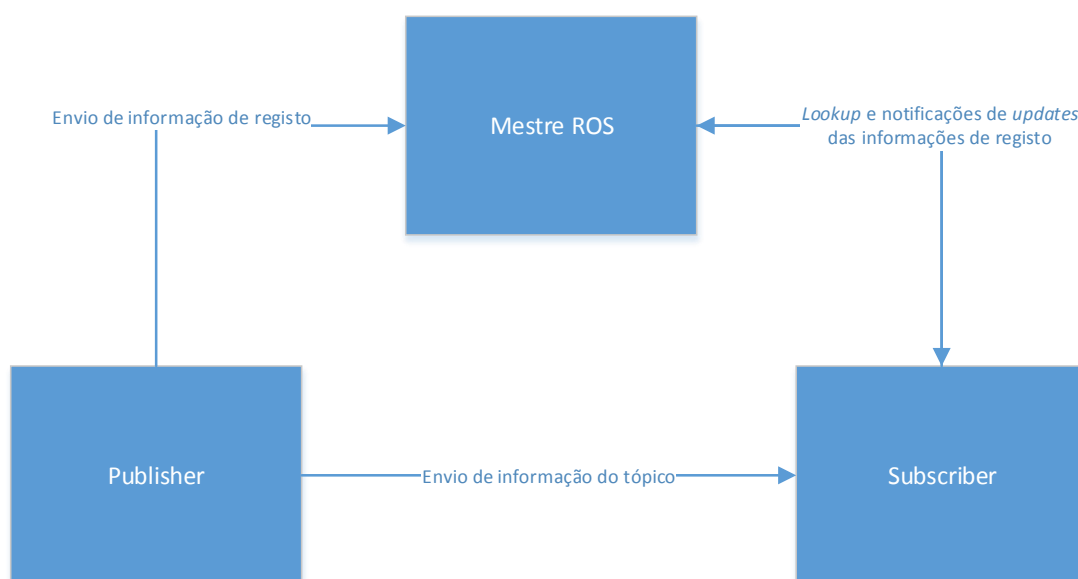 Envio de informação de registo
Mestre ROS
Lookup e notificações de updates
das informações de registo
Publisher
Envio de informação do tópico
Subscriber